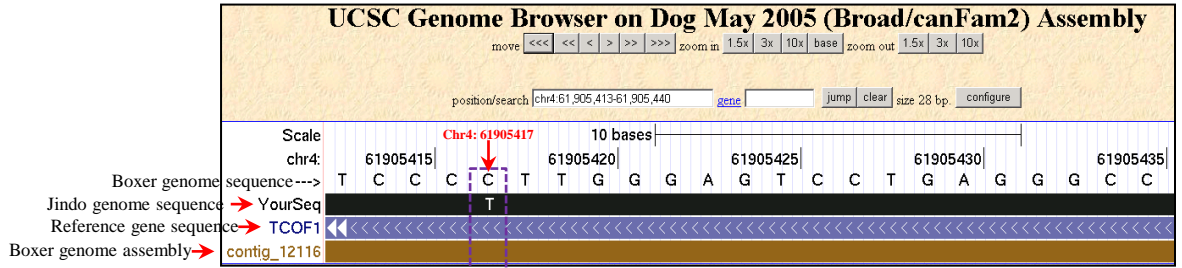 UCSC Genome Browser on Dog May 2005 (Broad/canFam2) Assembly
move <<< << < > >> >>> zoom in 1.5x 3x 10x base zoom out 1.5x 3x 10x
position/search chr4:61,905,413-61,905,440 gene jump clear size 28 bp. configure
Scale Chr4: 61905417 10 bases
chr4: 61905415 61905420 61905425 61905430 61905435
Boxer genome sequence---> T C C C C T T G G G A G T C C T G A G G G C C
Jindo genome sequence YourSeq T
Reference gene sequence TCOF1
Boxer genome assembly contig_12116